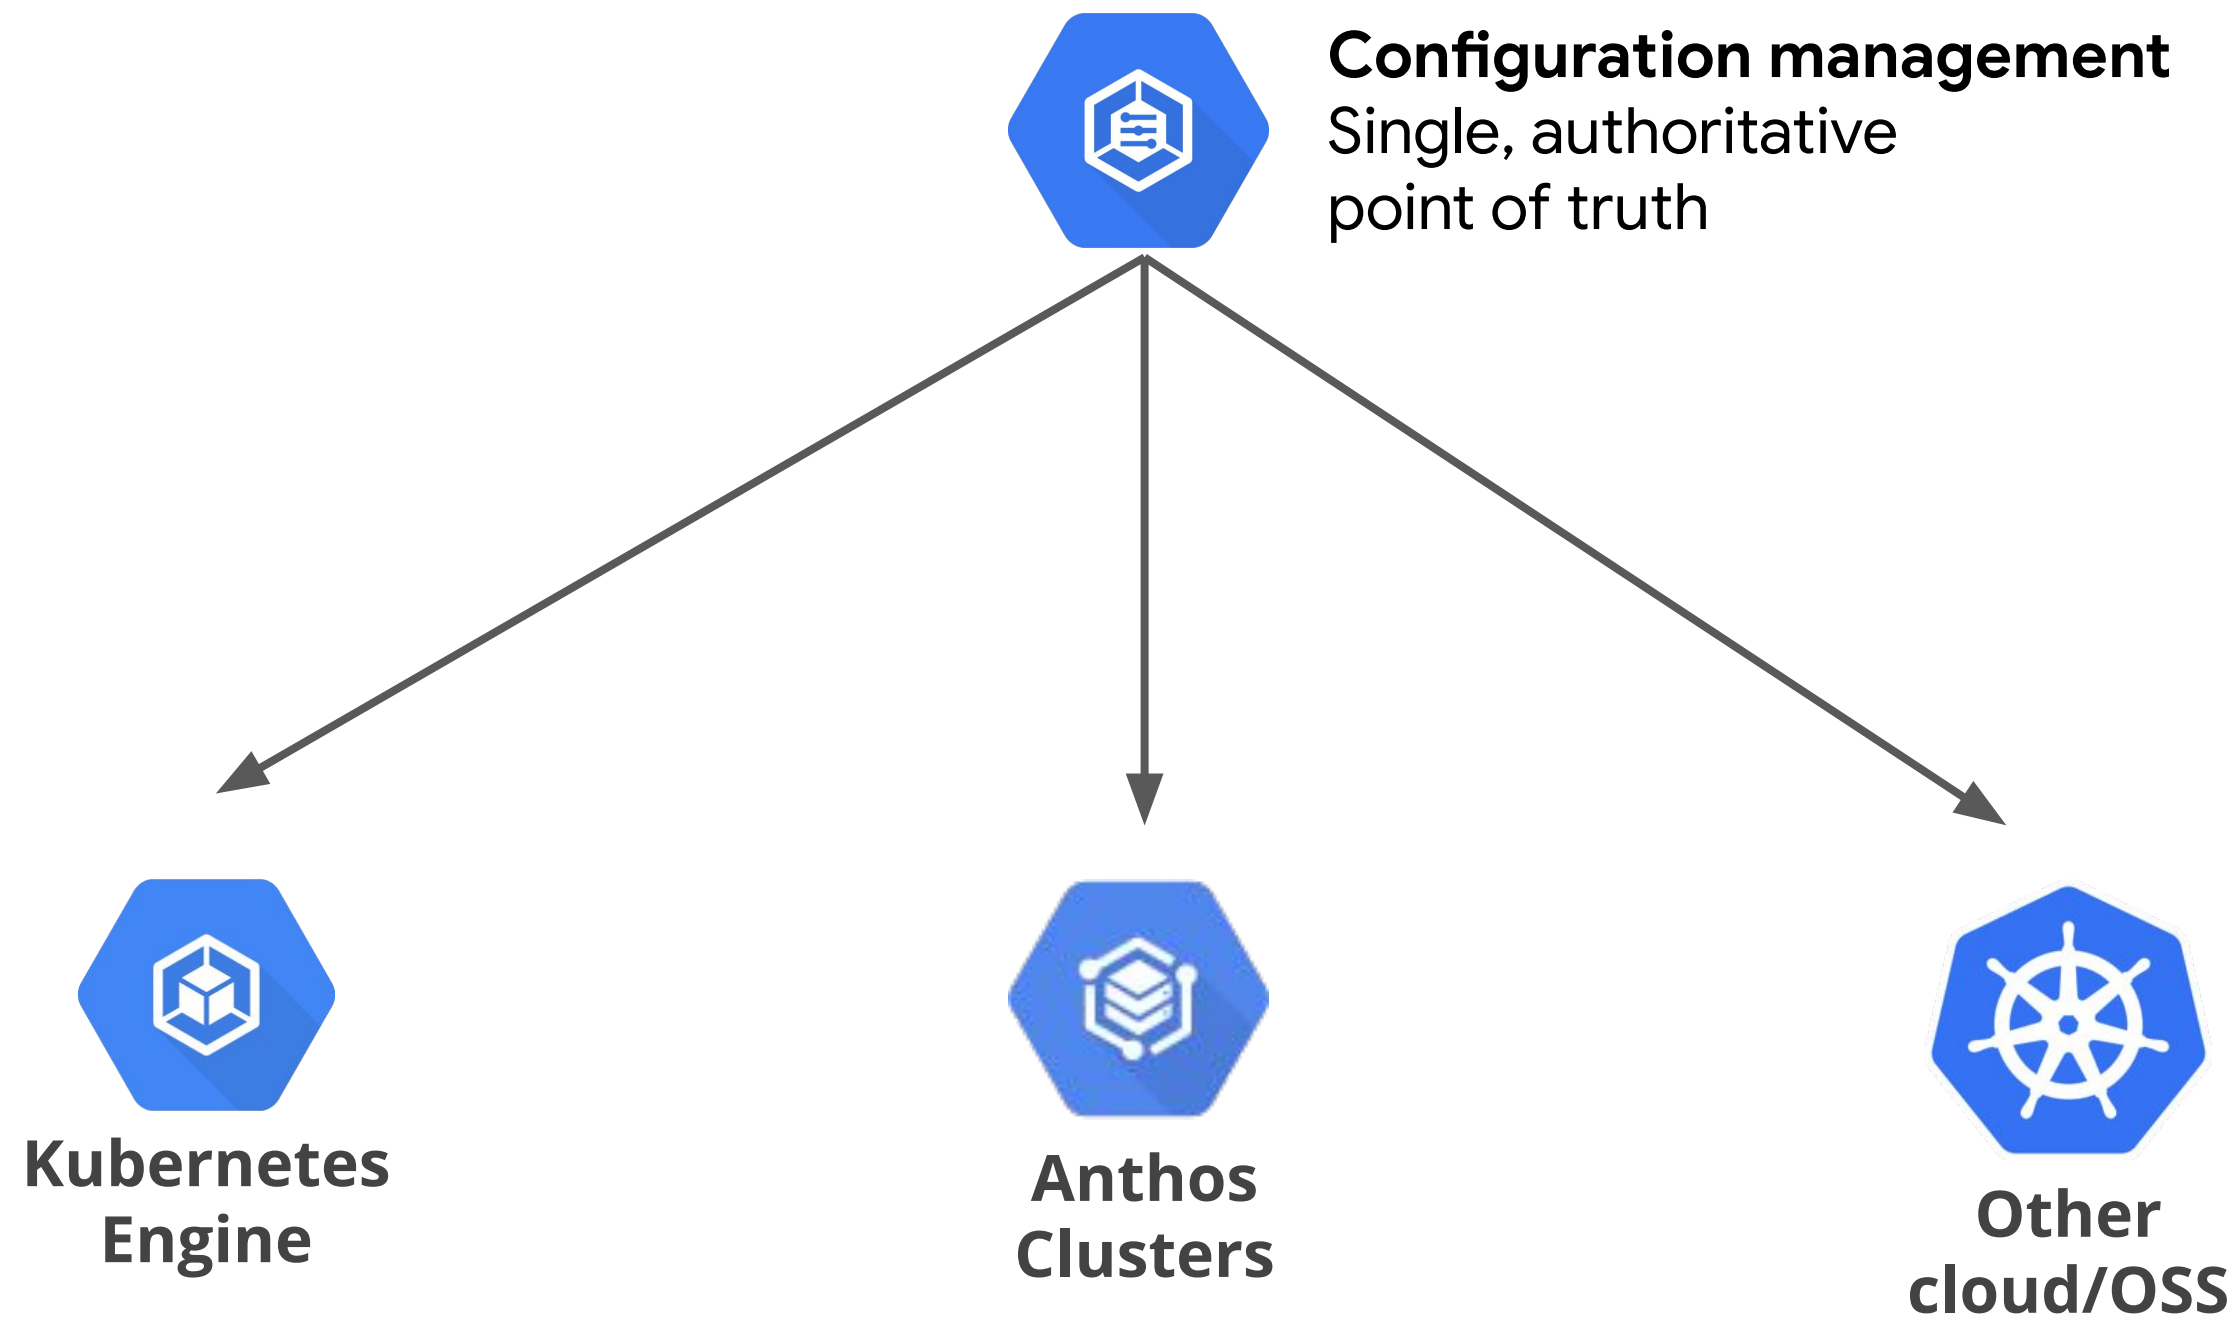 Configuration management
Single, authoritative
point of truth
Kubernetes
Engine
Anthos
Clusters
Other
cloud/OSS